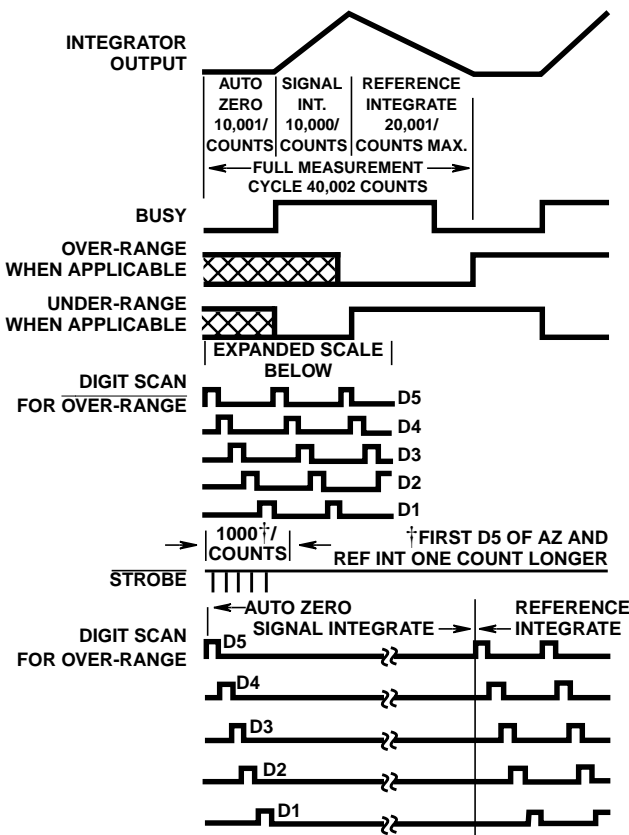 INTEGRATOR
OUTPUT
AUTO
ZERO
10,001/
COUNTS
SIGNAL
INT.
10,000/
COUNTS
REFERENCE
INTEGRATE
20,001/
COUNTS MAX.
FULL MEASUREMENT
CYCLE 40,002 COUNTS
BUSY
OVER-RANGE
WHEN APPLICABLE
UNDER-RANGE
WHEN APPLICABLE
EXPANDED SCALE
BELOW
DIGIT SCAN
FOR OVER-RANGE
D5
D4
D3
D2
D1
1000†/
COUNTS
†FIRST D5 OF AZ AND
REF INT ONE COUNT LONGER
STROBE
AUTO ZERO
SIGNAL INTEGRATE
REFERENCE
INTEGRATE
DIGIT SCAN
FOR OVER-RANGE
D5
D4
D3
D2
D1